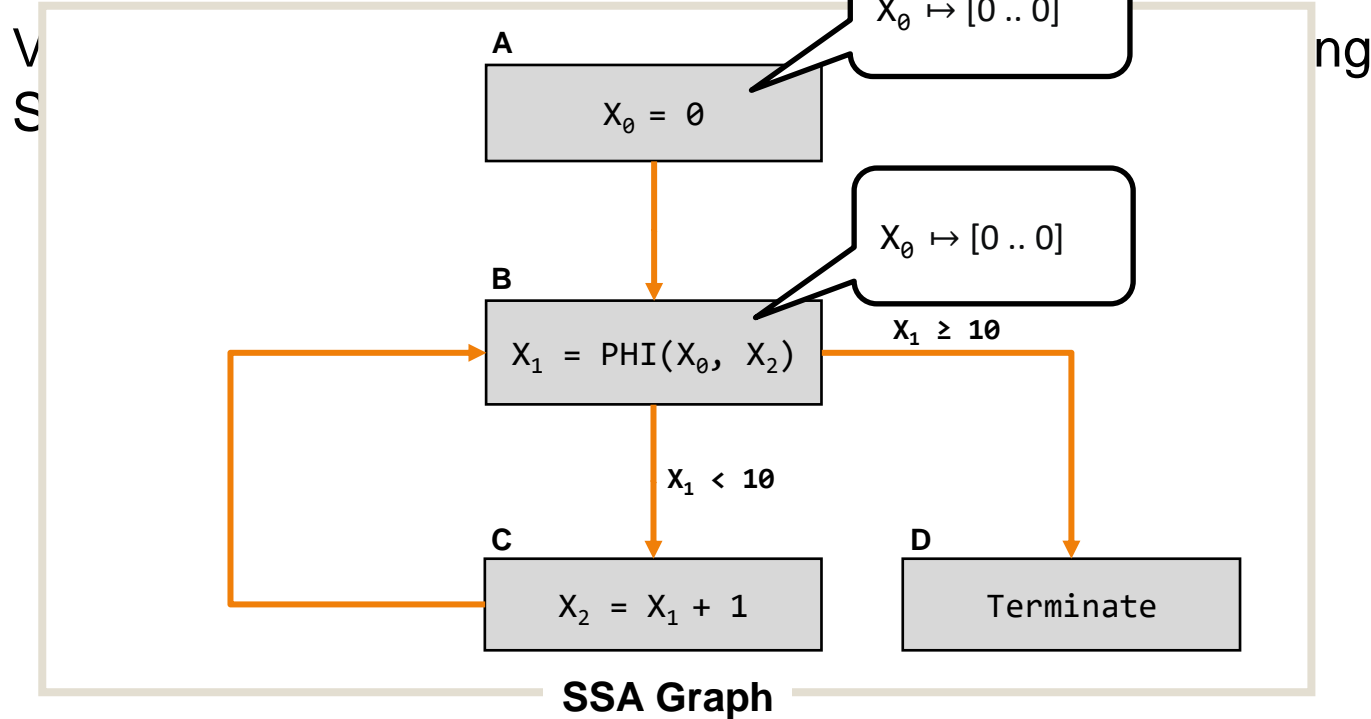 X₀ ↦ [0 .. 0]
A
ng
X₀ = 0
X₀ ↦ [0 .. 0]
B
X₁ ≥ 10
X₁ = PHI(X₀, X₂)
X₁ < 10
C
D
X₂ = X₁ + 1
Terminate
SSA Graph